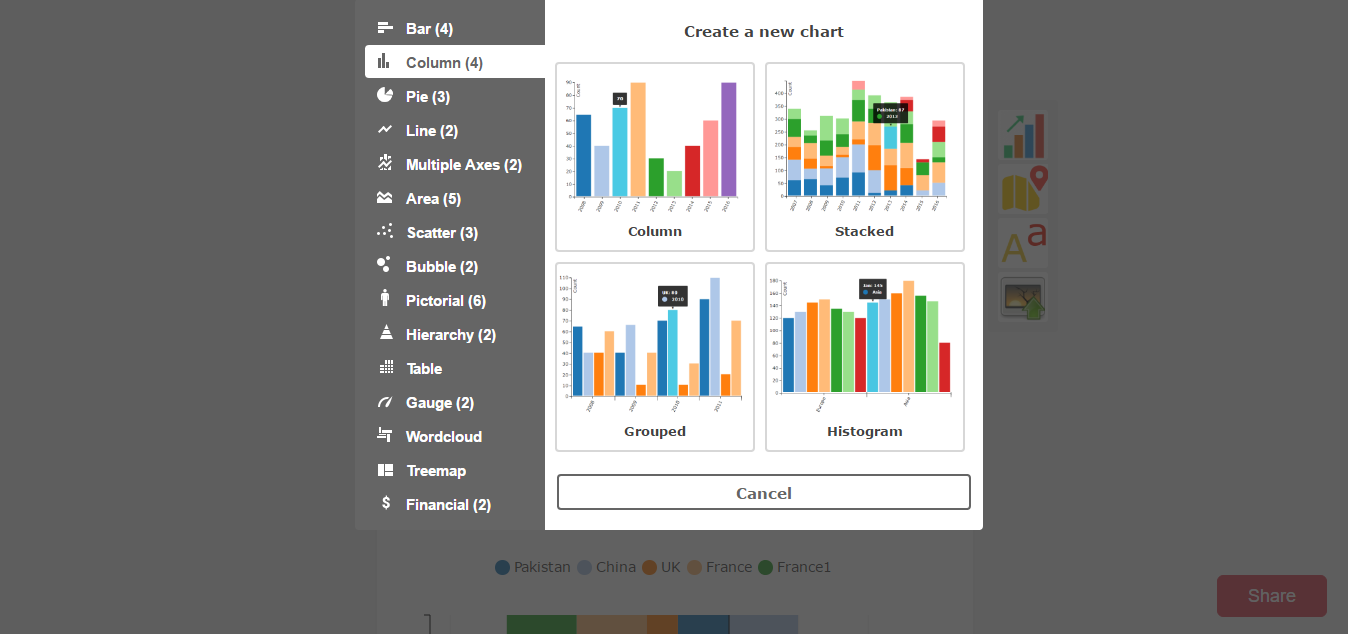 Bar (4)
Column (4)
Pie (3)
Line (2)
Multiple Axes (2)
Area (5)
Scatter (3)
Bubble (2)
Pictorial (6)
Hierarchy (2)
Table
Gauge (2)
Wordcloud
Treemap
Financial (2)
Create a new chart
Column
Stacked
Grouped
Histogram
Cancel
Pakistan China UK France France1
Share